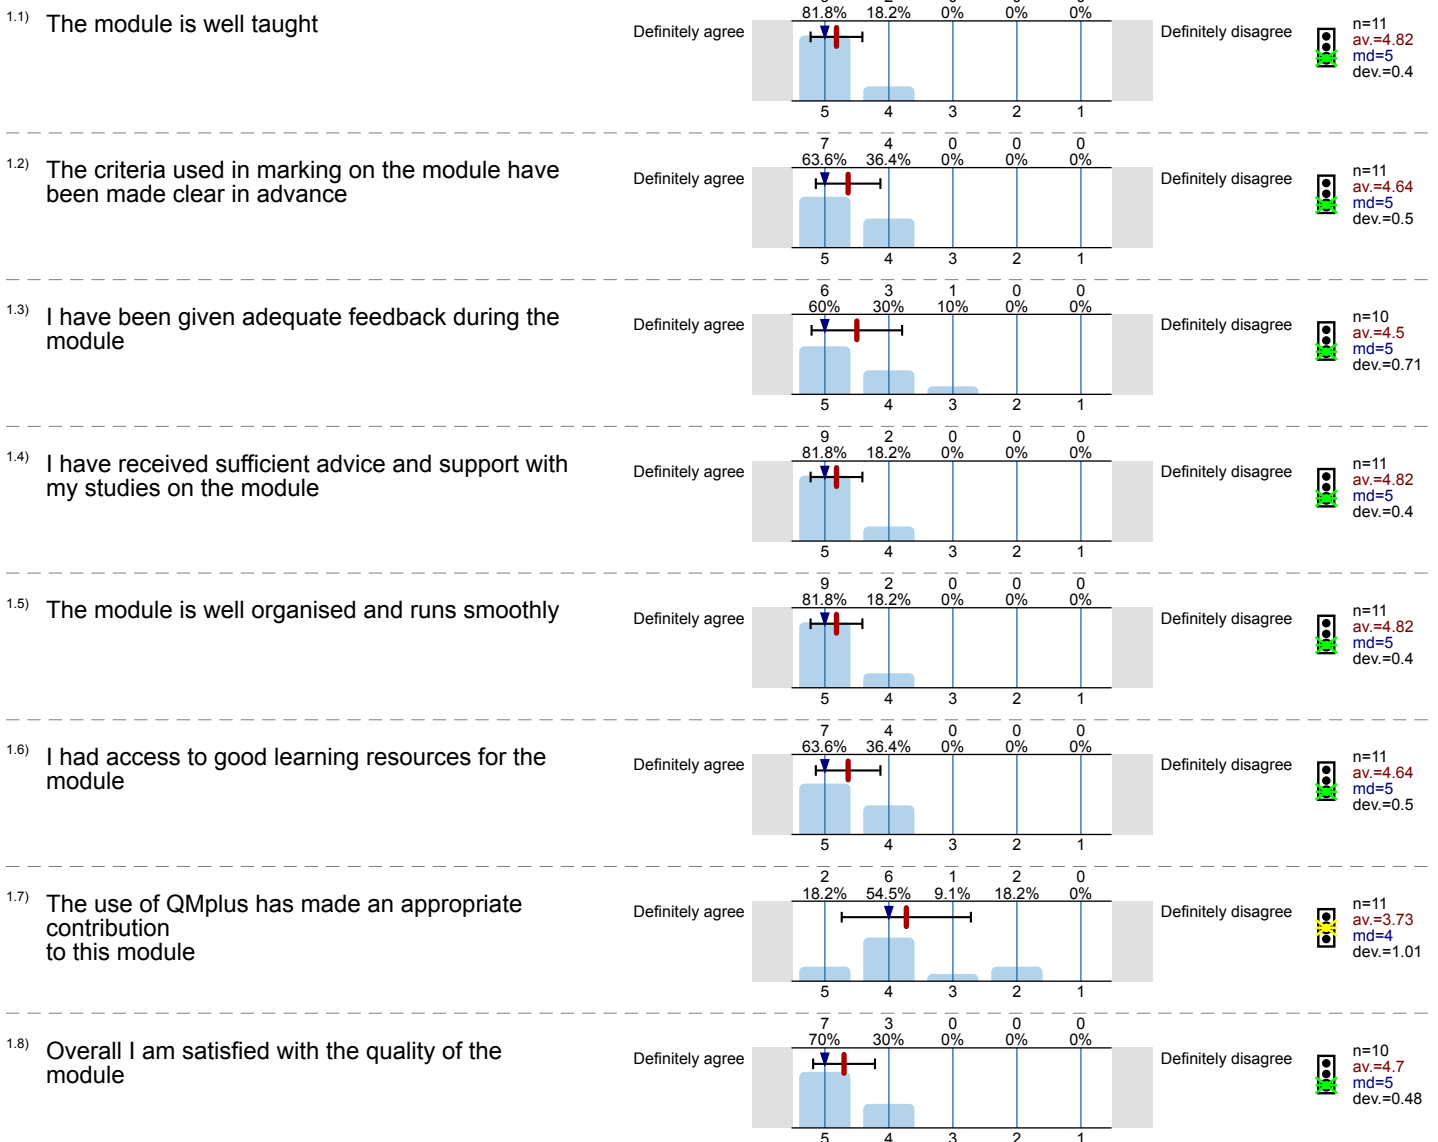 81.8% 18.2% 0% 0% 0%
1.1) The module is well taught
Definitely agree
Definitely disagree
n=11
av.=4.82
md=5
dev.=0.4
5 4 3 2 1
7 4 0 0 0
63.6% 36.4% 0% 0% 0%
1.2) The criteria used in marking on the module have
been made clear in advance
Definitely agree
Definitely disagree
n=11
av.=4.64
md=5
dev.=0.5
5 4 3 2 1
6 3 1 0 0
60% 30% 10% 0% 0%
1.3) I have been given adequate feedback during the
module
Definitely agree
Definitely disagree
n=10
av.=4.5
md=5
dev.=0.71
5 4 3 2 1
9 2 0 0 0
81.8% 18.2% 0% 0% 0%
1.4) I have received sufficient advice and support with
my studies on the module
Definitely agree
Definitely disagree
n=11
av.=4.82
md=5
dev.=0.4
5 4 3 2 1
9 2 0 0 0
81.8% 18.2% 0% 0% 0%
1.5) The module is well organised and runs smoothly
Definitely agree
Definitely disagree
n=11
av.=4.82
md=5
dev.=0.4
5 4 3 2 1
7 4 0 0 0
63.6% 36.4% 0% 0% 0%
1.6) I had access to good learning resources for the
module
Definitely agree
Definitely disagree
n=11
av.=4.64
md=5
dev.=0.5
5 4 3 2 1
2 6 1 2 0
18.2% 54.5% 9.1% 18.2% 0%
1.7) The use of QMplus has made an appropriate
contribution
to this module
Definitely agree
Definitely disagree
n=11
av.=3.73
md=4
dev.=1.01
5 4 3 2 1
7 3 0 0 0
70% 30% 0% 0% 0%
1.8) Overall I am satisfied with the quality of the
module
Definitely agree
Definitely disagree
n=10
av.=4.7
md=5
dev.=0.48
5 4 3 2 1